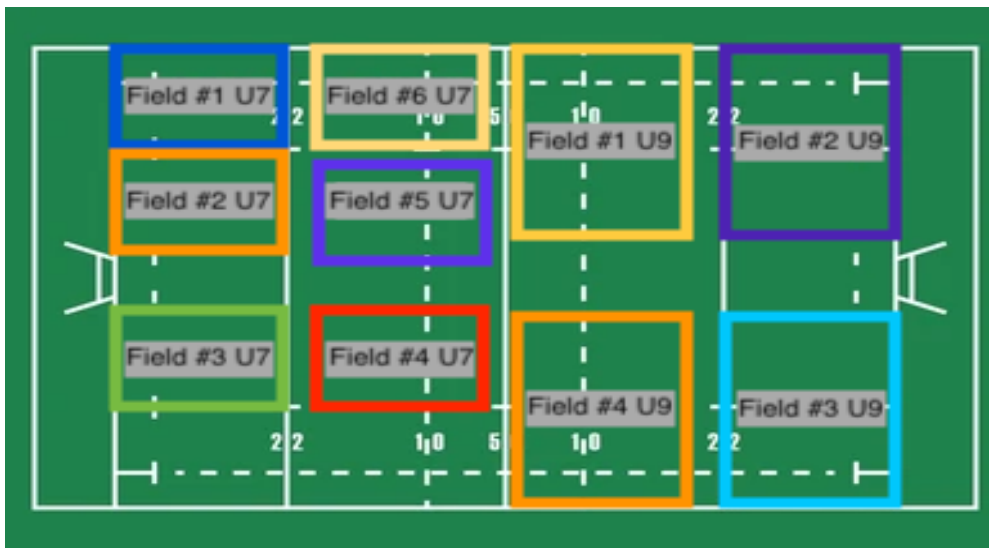 Field #1 U7
Field #6 U7
Field #1 U9
Field #2 U9
22
10
5
10
22
Field #2 U7
Field #5 U7
Field #3 U7
Field #4 U7
Field #4 U9
Field #3 U9
22
10
5
10
22